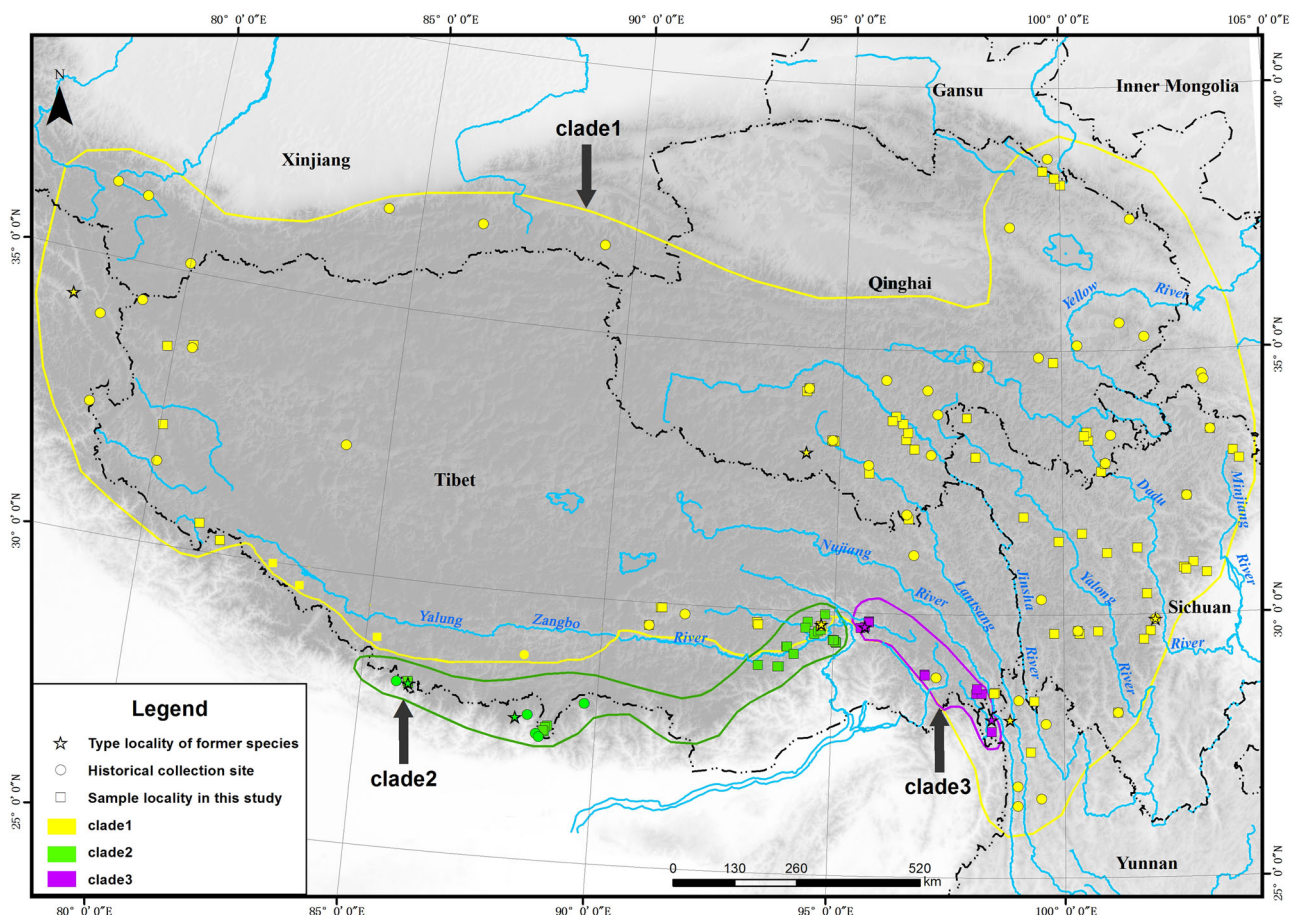 80° 0′0″E
85° 0′0″E
90° 0′0″E
95° 0′0″E
100° 0′0″E
105° 0′0″E
N
Gansu
Inner Mongolia
40° 0′0″N
clade1
Xinjiang
35° 0′0″N
Qinghai
Yellow
River
35° 0′0″N
Tibet
Dadu
Minjiang
30° 0′0″N
Nujiang
River
Lantsang
Jinsha
Yalong
River
Sichuan
30° 0′0″N
Yalung
Zangbo
River
River
River
River
Legend
Type locality of former species
Historical collection site
Sample locality in this study
clade1
clade2
clade3
clade2
clade3
25° 0′0″N
0
130
260
520
km
Yunnan
25° 0′0″N
80° 0′0″E
85° 0′0″E
90° 0′0″E
95° 0′0″E
100° 0′0″E